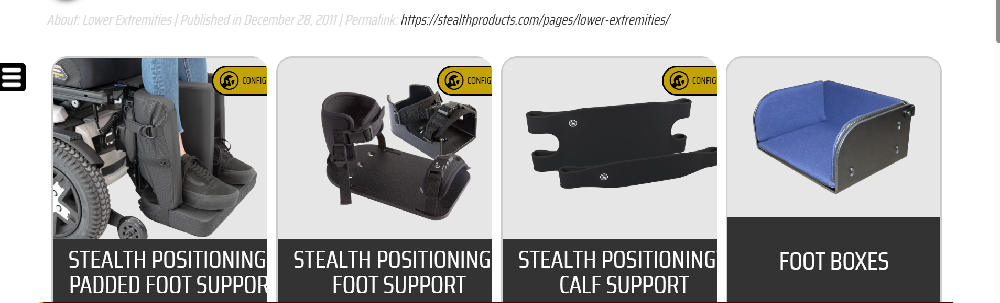 About: Lower Extremities | Published in December 28, 2011 | Permalink: https://stealthproducts.com/pages/lower-extremities/
CONFIG
CONFIG
CONFIG
STEALTH POSITIONING
PADDED FOOT SUPPOR
STEALTH POSITIONING
FOOT SUPPORT
STEALTH POSITIONING
CALF SUPPORT
FOOT BOXES